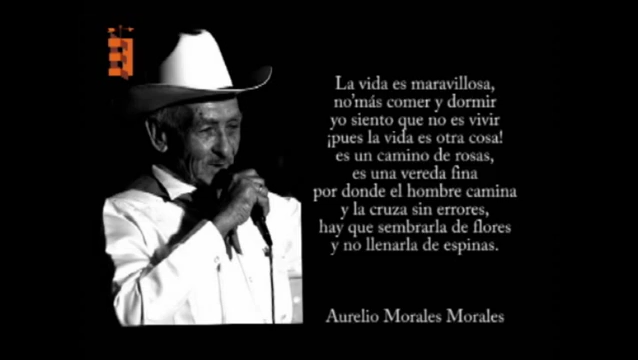 La vida es maravillosa,
no'más comer y dormir
yo siento que no es vivir
¡pues la vida es otra cosa!
es un camino de rosas,
es una vereda fina
por donde el hombre camina
y la cruza sin errores,
hay que sembrarla de flores
y no llenarla de espinas.
Aurelio Morales Morales